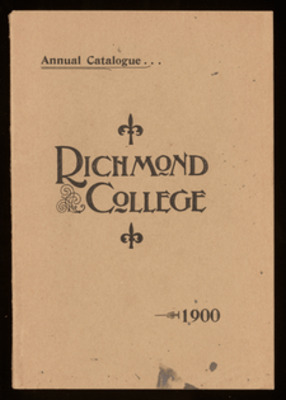 Annual Catalogue...
RICHMOND
COLLEGE
1900